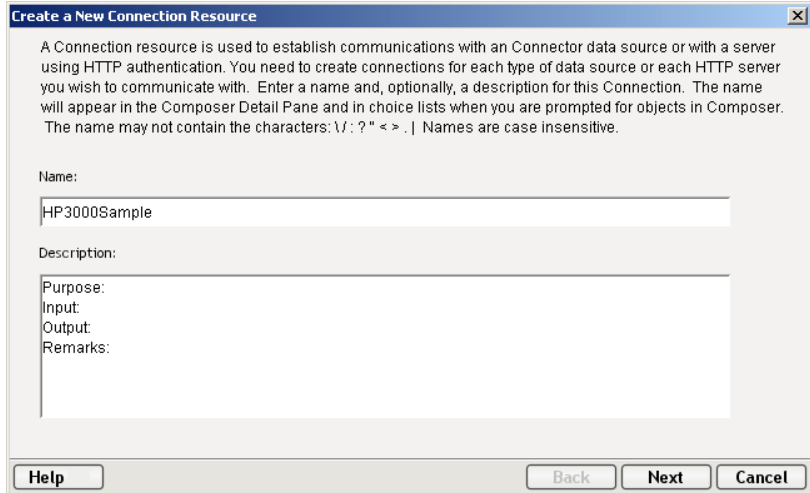 Create a New Connection Resource
A Connection resource is used to establish communications with an Connector data source or with a server
using HTTP authentication. You need to create connections for each type of data source or each HTTP server
you wish to communicate with. Enter a name and, optionally, a description for this Connection. The name
will appear in the Composer Detail Pane and in choice lists when you are prompted for objects in Composer.
The name may not contain the characters: \ / : ? " < > . | Names are case insensitive.
Name:
HP3000Sample
Description:
Purpose:
Input:
Output:
Remarks:
Help Back Next Cancel